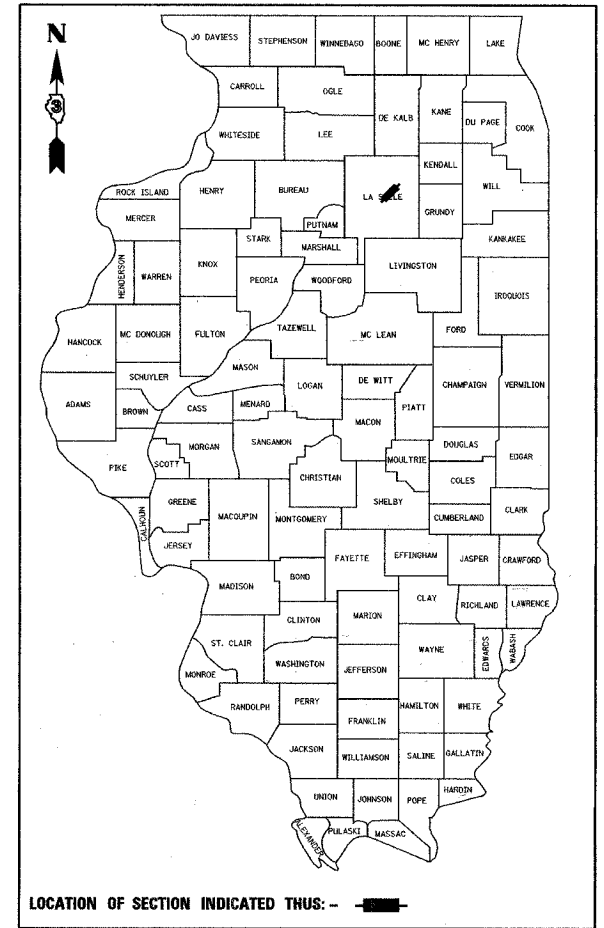 N
3
JO DAVIESS STEPHENSON WINNEBAGO BOONE MC HENRY LAKE
CARROLL OGLE DE KALB KANE DU PAGE COOK
WHITESIDE LEE KENDALL WILL
ROCK ISLAND HENRY BUREAU LA SALLE GRUNDY
MERCER PUTNAM KANKAKEE
STARK MARSHALL
HENDERSON WARREN KNOX PEORIA WOODFORD LIVINGSTON IROQUOIS
HANCOCK MC DONOUGH FULTON TAZEWELL MC LEAN FORD
MASON
SCHUYLER LOGAN DE WITT CHAMPAIGN VERMILION
ADAMS BROWN CASS MENARD MACON PIATT
PIKE SCOTT MORGAN SANGAMON CHRISTIAN MOULTRIE DOUGLAS EDGAR
COLES
SHELBY
GREENE MACOUPIN MONTGOMERY CUMBERLAND CLARK
CALHOUN JERSEY FAYETTE EFFINGHAM JASPER CRAWFORD
MADISON BOND CLAY RICHLAND LAWRENCE
CLINTON MARION
ST. CLAIR WAYNE EDWARDS WABASH
WASHINGTON JEFFERSON
MONROE
RANDOLPH PERRY HAMILTON WHITE
FRANKLIN
JACKSON WILLIAMSON SALINE GALLATIN
UNION JOHNSON POPE HARDIN
ALEXANDER PULASKI MASSAC
LOCATION OF SECTION INDICATED THUS: -